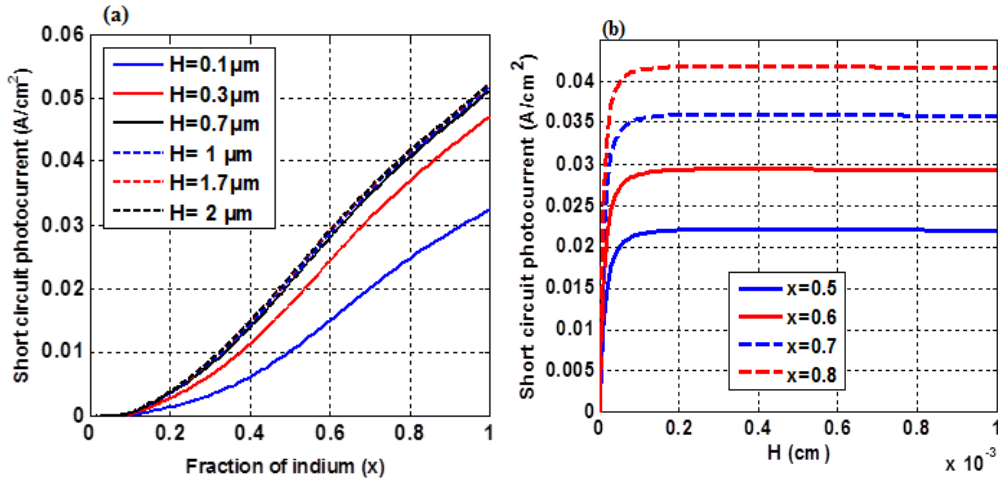 (a)
Short circuit photocurrent (A/cm²)
0.06
0.05
0.04
0.03
0.02
0.01
0
H=0.1µm
H=0.3µm
H=0.7µm
H= 1 µm
H=1.7µm
H= 2 µm
0 0.2 0.4 0.6 0.8 1
Fraction of indium (x)
(b)
Short circuit photocurrent (A/cm²)
0.04
0.035
0.03
0.025
0.02
0.015
0.01
0.005
0
x=0.5
x=0.6
x=0.7
x=0.8
0 0.2 0.4 0.6 0.8 1
H (cm)
x 10⁻³